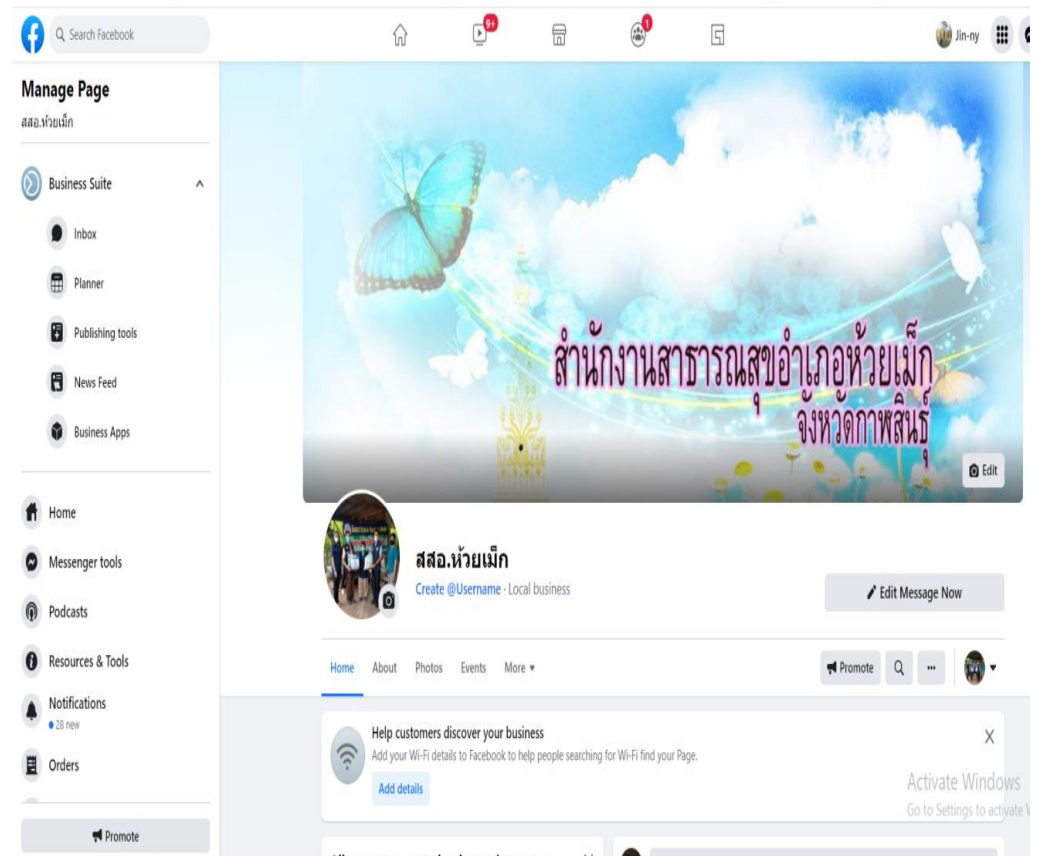 Search Facebook
9+
1
Jin-ny
Manage Page
สสอ.ห้วยเม็ก
Business Suite
Inbox
Planner
Publishing tools
News Feed
Business Apps
Home
Messenger tools
Podcasts
Resources & Tools
Notifications
28 new
Orders
Promote
สำนักงานสาธารณสุขอำเภอห้วยเม็ก
จังหวัดกาฬสินธุ์
Edit
สสอ.ห้วยเม็ก
Create @Username · Local business
Edit Message Now
Home About Photos Events More
Promote
Help customers discover your business
Add your Wi-Fi details to Facebook to help people searching for Wi-Fi find your Page.
Add details
Activate Windows
Go to Settings to activate